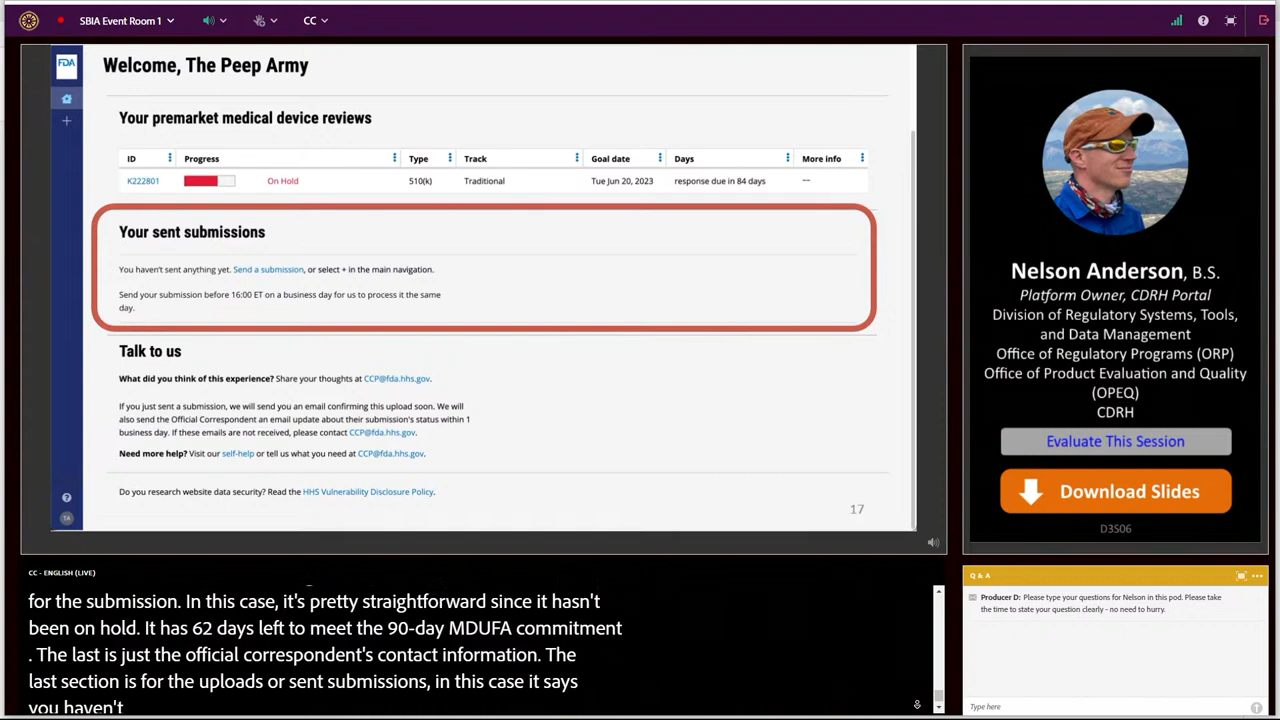 SBIA Event Room 1
CC
FDA
Welcome, The Peep Army
Your premarket medical device reviews
ID Progress Type Track Goal date Days More info
K222801 On Hold 510(k) Traditional Tue Jun 20, 2023 response due in 84 days ---
Your sent submissions
You haven't sent anything yet. Send a submission, or select + in the main navigation.
Send your submission before 16:00 ET on a business day for us to process it the same
day.
Talk to us
What did you think of this experience? Share your thoughts at CCP@fda.hhs.gov.
If you just sent a submission, we will send you an email confirming this upload soon. We will
also send the Official Correspondent an email update about their submission's status within 1
business day. If these emails are not received, please contact CCP@fda.hhs.gov.
Need more help? Visit our self-help or tell us what you need at CCP@fda.hhs.gov.
Do you research website data security? Read the HHS Vulnerability Disclosure Policy.
TA
17
Nelson Anderson, B.S.
Platform Owner, CDRH Portal
Division of Regulatory Systems, Tools,
and Data Management
Office of Regulatory Programs (ORP)
Office of Product Evaluation and Quality
(OPEQ)
CDRH
Evaluate This Session
Download Slides
D3S06
CC - ENGLISH (LIVE)
for the submission. In this case, it's pretty straightforward since it hasn't
been on hold. It has 62 days left to meet the 90-day MDUFA commitment
. The last is just the official correspondent's contact information. The
last section is for the uploads or sent submissions, in this case it says
you haven't
Q & A
Producer D: Please type your questions for Nelson in this pod. Please take
the time to state your question clearly - no need to hurry.
Type here